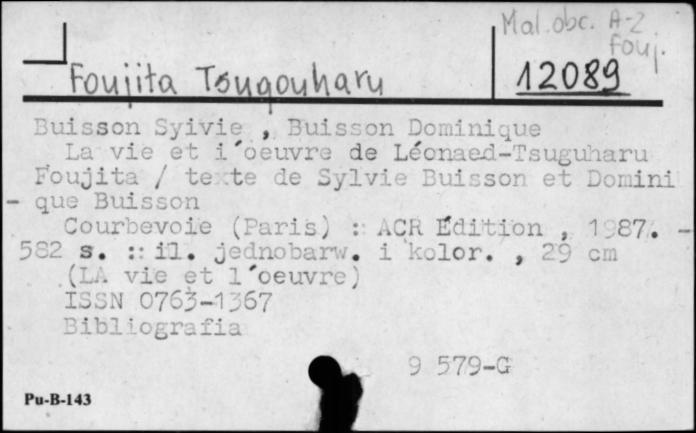 Mal. obc. A-Z
Fouj.
Foujita Tsugouharu
12089
Buisson Syivie , Buisson Dominique
La vie et i´oeuvre de Léonaed-Tsuguharu
Foujita / texte de Sylvie Buisson et Domini
- que Buisson
Courbevoie (Paris) : ACR Édition , 1987. -
582 s. : il. jednobarw. i kolor. , 29 cm
(LA vie et l´oeuvre)
ISSN 0763-1367
Bibliografia
9 579-G
Pu-B-143